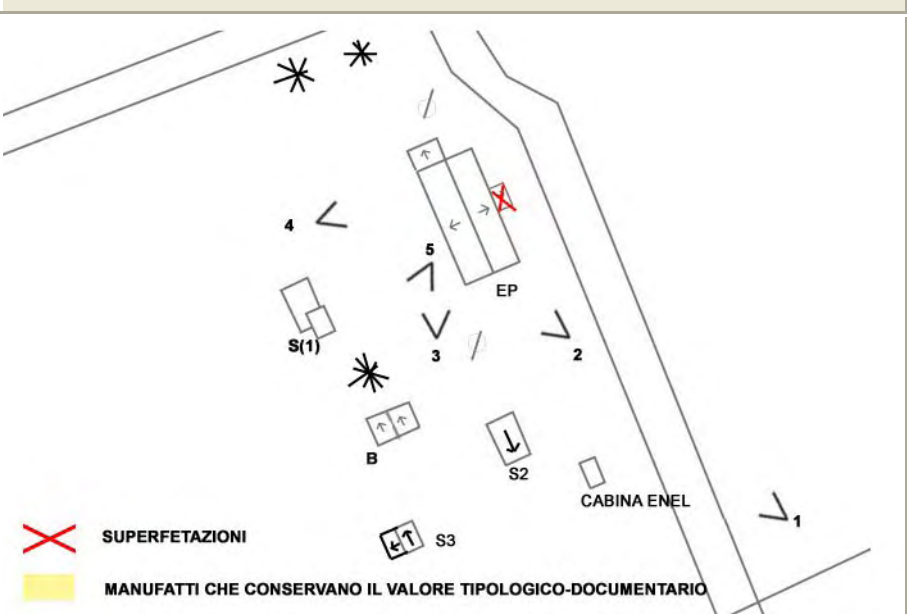 4
5
EP
S(1)
3
2
B
S2
CABINA ENEL
1
S3
SUPERFETAZIONI
MANUFATTI CHE CONSERVANO IL VALORE TIPOLOGICO-DOCUMENTARIO